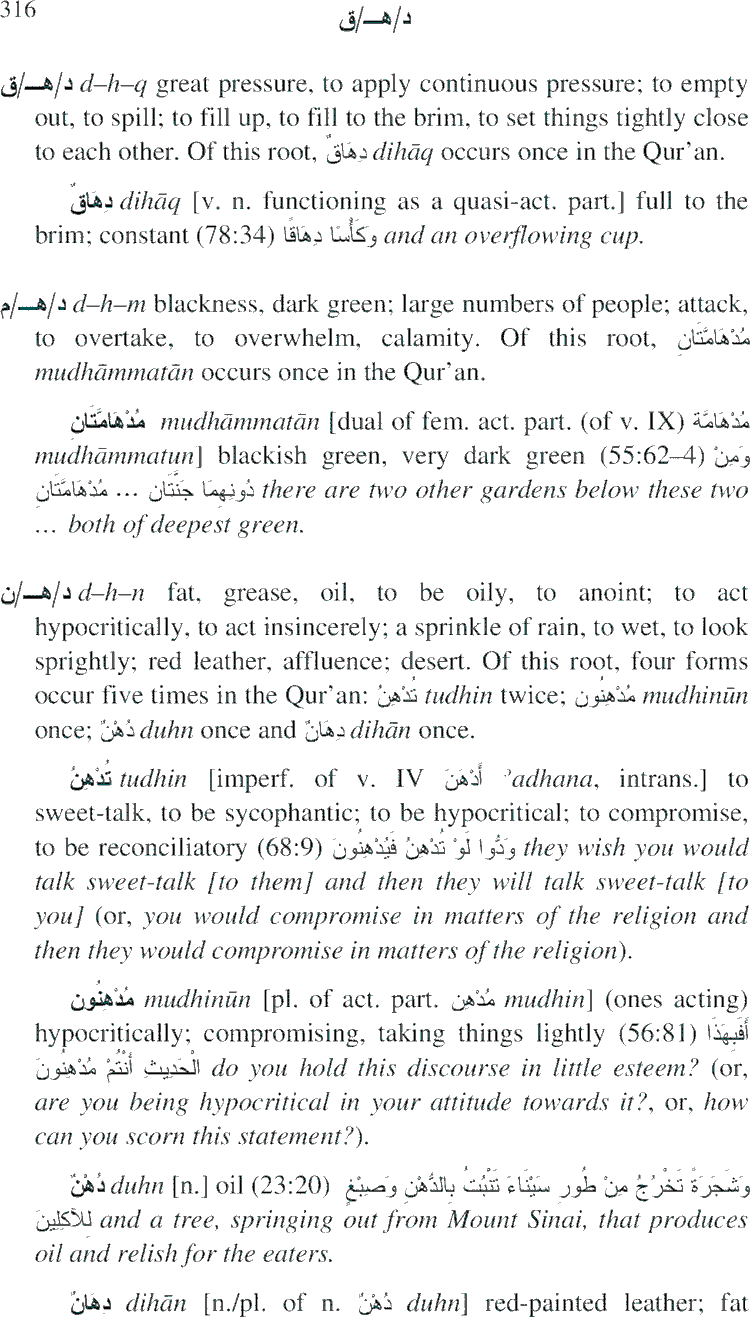 316
د/هـ/ق
د/هـ/ق d–h–q great pressure, to apply continuous pressure; to empty
out, to spill; to fill up, to fill to the brim, to set things tightly close
to each other. Of this root, دِهَاقٌ dihāq occurs once in the Qur’an.
دِهَاقٌ dihāq [v. n. functioning as a quasi-act. part.] full to the
brim; constant (78:34) وَكَأْسًا دِهَاقًا and an overflowing cup.
د/هـ/م d–h–m blackness, dark green; large numbers of people; attack,
to overtake, to overwhelm, calamity. Of this root, مُدْهَامَّتَانِ
mudhāmmatān occurs once in the Qur’an.
مُدْهَامَّتَانِ mudhāmmatān [dual of fem. act. part. (of v. IX) مُدْهَامَّة
mudhammatun] blackish green, very dark green (55:62–4) وَمِنْ
دُونِهِمَا جَنَّتَان ... مُدْهَامَّتَانِ there are two other gardens below these two
... both of deepest green.
د/هـ/ن d–h–n fat, grease, oil, to be oily, to anoint; to act
hypocritically, to act insincerely; a sprinkle of rain, to wet, to look
sprightly; red leather, affluence; desert. Of this root, four forms
occur five times in the Qur’an: تُدْهِنُ tudhin twice; مُدْهِنُون mudhinūn
once; دُهْنٌ duhn once and دِهَانٌ dihān once.
تُدْهِنُ tudhin [imperf. of v. IV أَدْهَنَ ʾadhana, intrans.] to
sweet-talk, to be sycophantic; to be hypocritical; to compromise,
to be reconciliatory (68:9) وَدُّوا لَوْ تُدْهِنُ فَيُدْهِنُونَ they wish you would
talk sweet-talk [to them] and then they will talk sweet-talk [to
you] (or, you would compromise in matters of the religion and
then they would compromise in matters of the religion).
مُدْهِنُون mudhinūn [pl. of act. part. مُدْهِن mudhin] (ones acting)
hypocritically; compromising, taking things lightly (56:81) أَفَبِهَذَا
الْحَدِيثِ أَنْتُمْ مُدْهِنُونَ do you hold this discourse in little esteem? (or,
are you being hypocritical in your attitude towards it?, or, how
can you scorn this statement?).
دُهْنٌ duhn [n.] oil (23:20) وَشَجَرَةً تَخْرُجُ مِنْ طُورِ سَيْنَاءَ تَنْبُتُ بِالدُّهْنِ وَصِبْغٍ
لِلآكِلِينَ and a tree, springing out from Mount Sinai, that produces
oil and relish for the eaters.
دِهَانٌ dihān [n./pl. of n. دُهْنٌ duhn] red-painted leather; fat